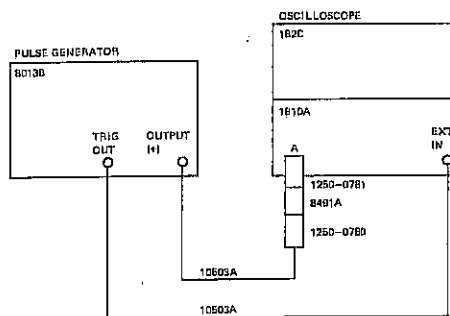 OSCILLOSCOPE
182C
PULSE GENERATOR
8013B
1810A
TRIG
OUT
OUTPUT
(+)
A
EXT
IN
1250-0781
8491A
1250-0780
10503A
10503A